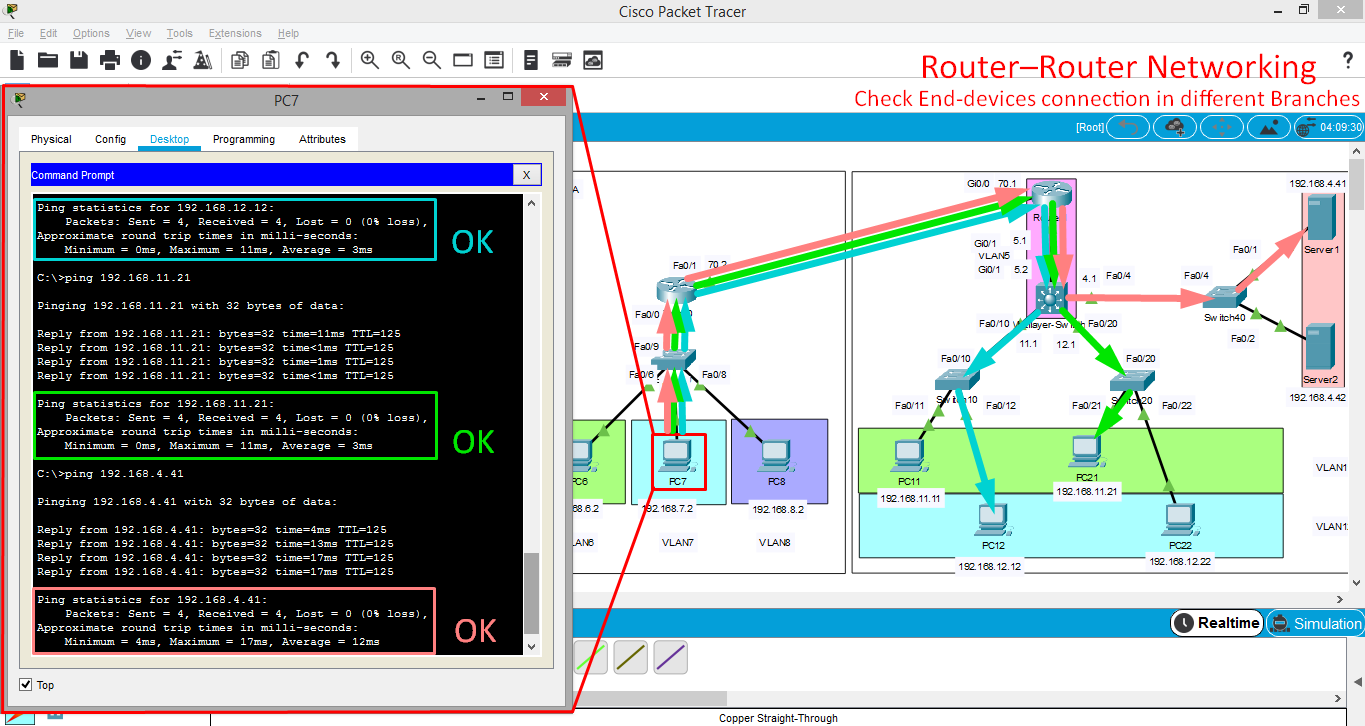 Cisco Packet Tracer
File Edit Options View Tools Extensions Help
Router–Router Networking
Check End-devices connection in different Branches
[Root]
04:09:30
PC7
Physical Config Desktop Programming Attributes
Command Prompt
X
Ping statistics for 192.168.12.12:
Packets: Sent = 4, Received = 4, Lost = 0 (0% loss),
Approximate round trip times in milli-seconds:
Minimum = 0ms, Maximum = 11ms, Average = 3ms
OK
C:\>ping 192.168.11.21
Pinging 192.168.11.21 with 32 bytes of data:
Reply from 192.168.11.21: bytes=32 time=11ms TTL=125
Reply from 192.168.11.21: bytes=32 time<1ms TTL=125
Reply from 192.168.11.21: bytes=32 time=1ms TTL=125
Reply from 192.168.11.21: bytes=32 time<1ms TTL=125
Ping statistics for 192.168.11.21:
Packets: Sent = 4, Received = 4, Lost = 0 (0% loss),
Approximate round trip times in milli-seconds:
Minimum = 0ms, Maximum = 11ms, Average = 3ms
OK
C:\>ping 192.168.4.41
Pinging 192.168.4.41 with 32 bytes of data:
Reply from 192.168.4.41: bytes=32 time=4ms TTL=125
Reply from 192.168.4.41: bytes=32 time=13ms TTL=125
Reply from 192.168.4.41: bytes=32 time=17ms TTL=125
Reply from 192.168.4.41: bytes=32 time=17ms TTL=125
Ping statistics for 192.168.4.41:
Packets: Sent = 4, Received = 4, Lost = 0 (0% loss),
Approximate round trip times in milli-seconds:
Minimum = 4ms, Maximum = 17ms, Average = 12ms
OK
Top
A
Fa0/1 70.2
Fa0/0
Fa0/9
Fa0/6
Fa0/8
PC7
PC8
192.168.7.2
192.168.8.2
VLAN7
VLAN8
Gi0/0 70.1
Gi0/1 5.1
VLAN5
Gi0/1 5.2
4.1 Fa0/4
Fa0/4
Fa0/1
192.168.4.41
Server1
Switch40
Fa0/2
Server2
192.168.4.42
Fa0/10
Fa0/20
11.1
12.1
Fa0/10
Fa0/20
Fa0/11
Fa0/12
Fa0/21
Fa0/22
PC11
192.168.11.11
PC21
192.168.11.21
PC12
192.168.12.12
PC22
192.168.12.22
VLAN1
VLAN1
Realtime
Simulation
Copper Straight-Through